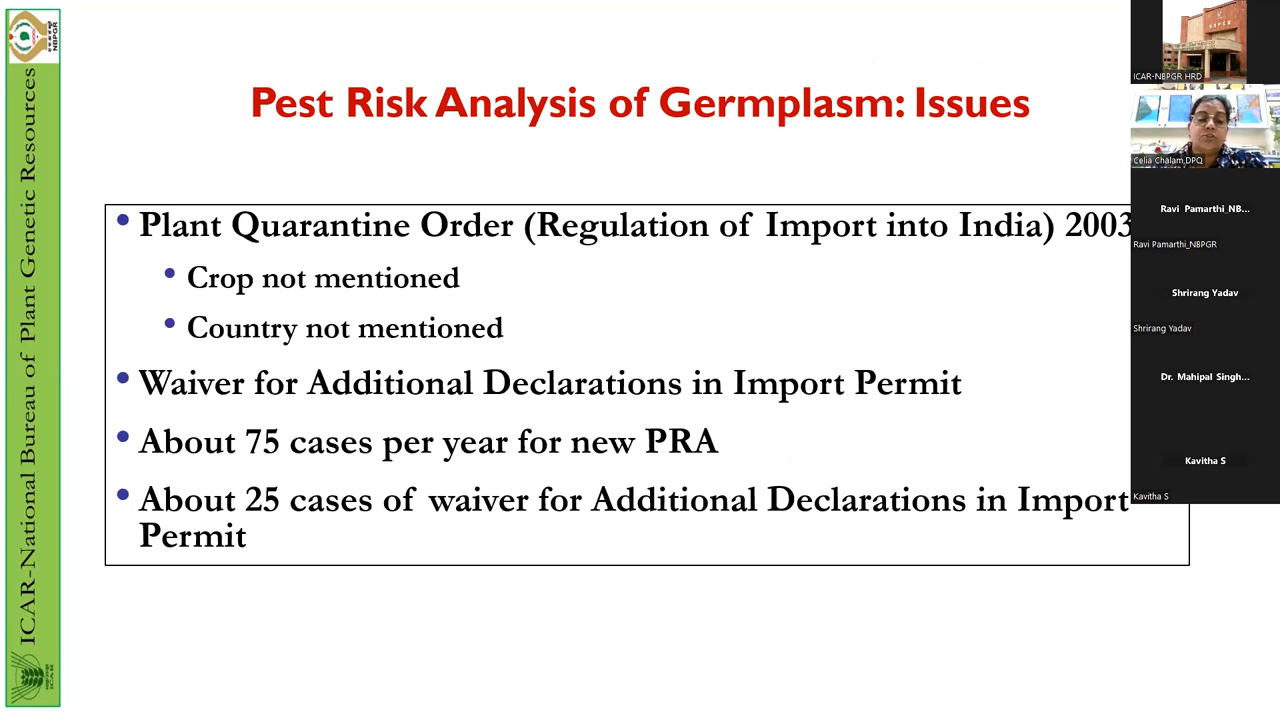 Pest Risk Analysis of Germplasm: Issues
• Plant Quarantine Order (Regulation of Import into India) 2003
• Crop not mentioned
• Country not mentioned
• Waiver for Additional Declarations in Import Permit
• About 75 cases per year for new PRA
• About 25 cases of waiver for Additional Declarations in Import
Permit
ICAR-National Bureau of Plant Genetic Resources
NBPGR
ICAR
ICAR-NBPGR HRD
Celia Chalam,DPQ
Ravi Pamarthi_NB...
Ravi Pamarthi_NBPGR
Shrirang Yadav
Shrirang Yadav
Dr. Mahipal Singh...
Kavitha S
Kavitha S